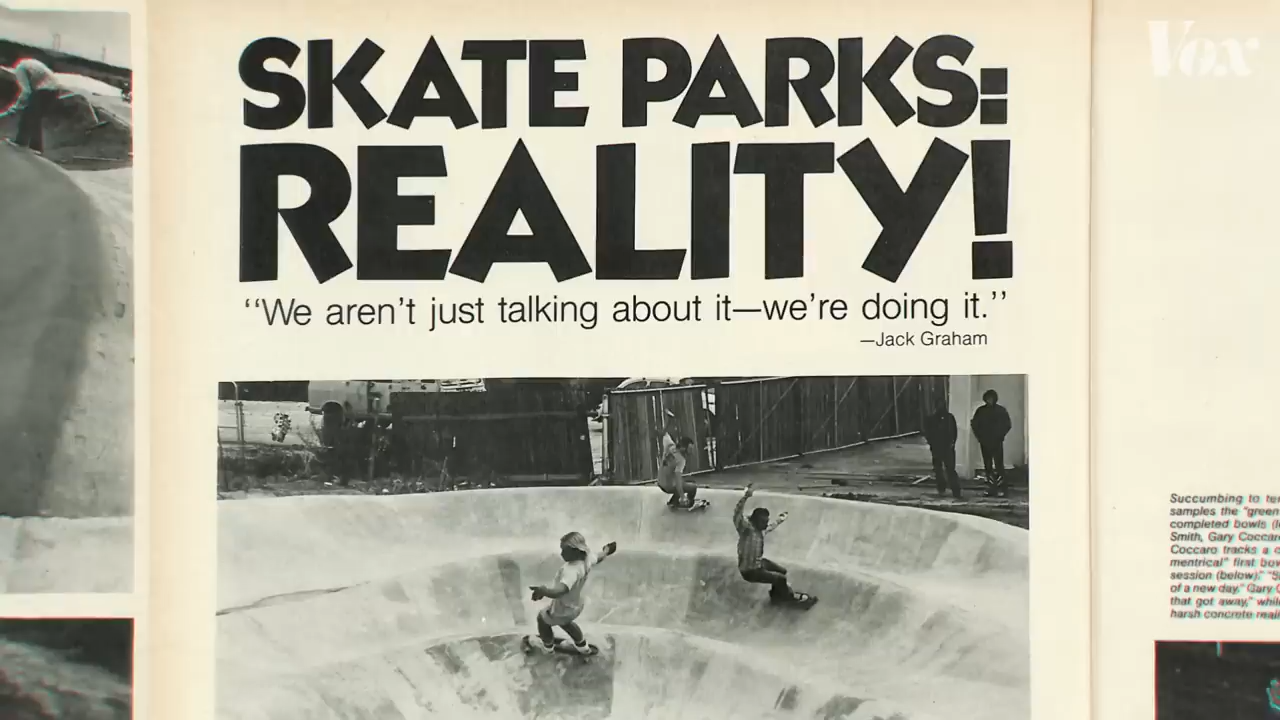 Vox
SKATE PARKS:
REALITY!
“We aren’t just talking about it—we’re doing it.”
—Jack Graham
Succumbing to
samples the “green
completed bowls
Smith, Gary
Coccaro tracks a
mentrical” first
session (below).”
of a new day.” Gary
that got away,”
harsh concrete